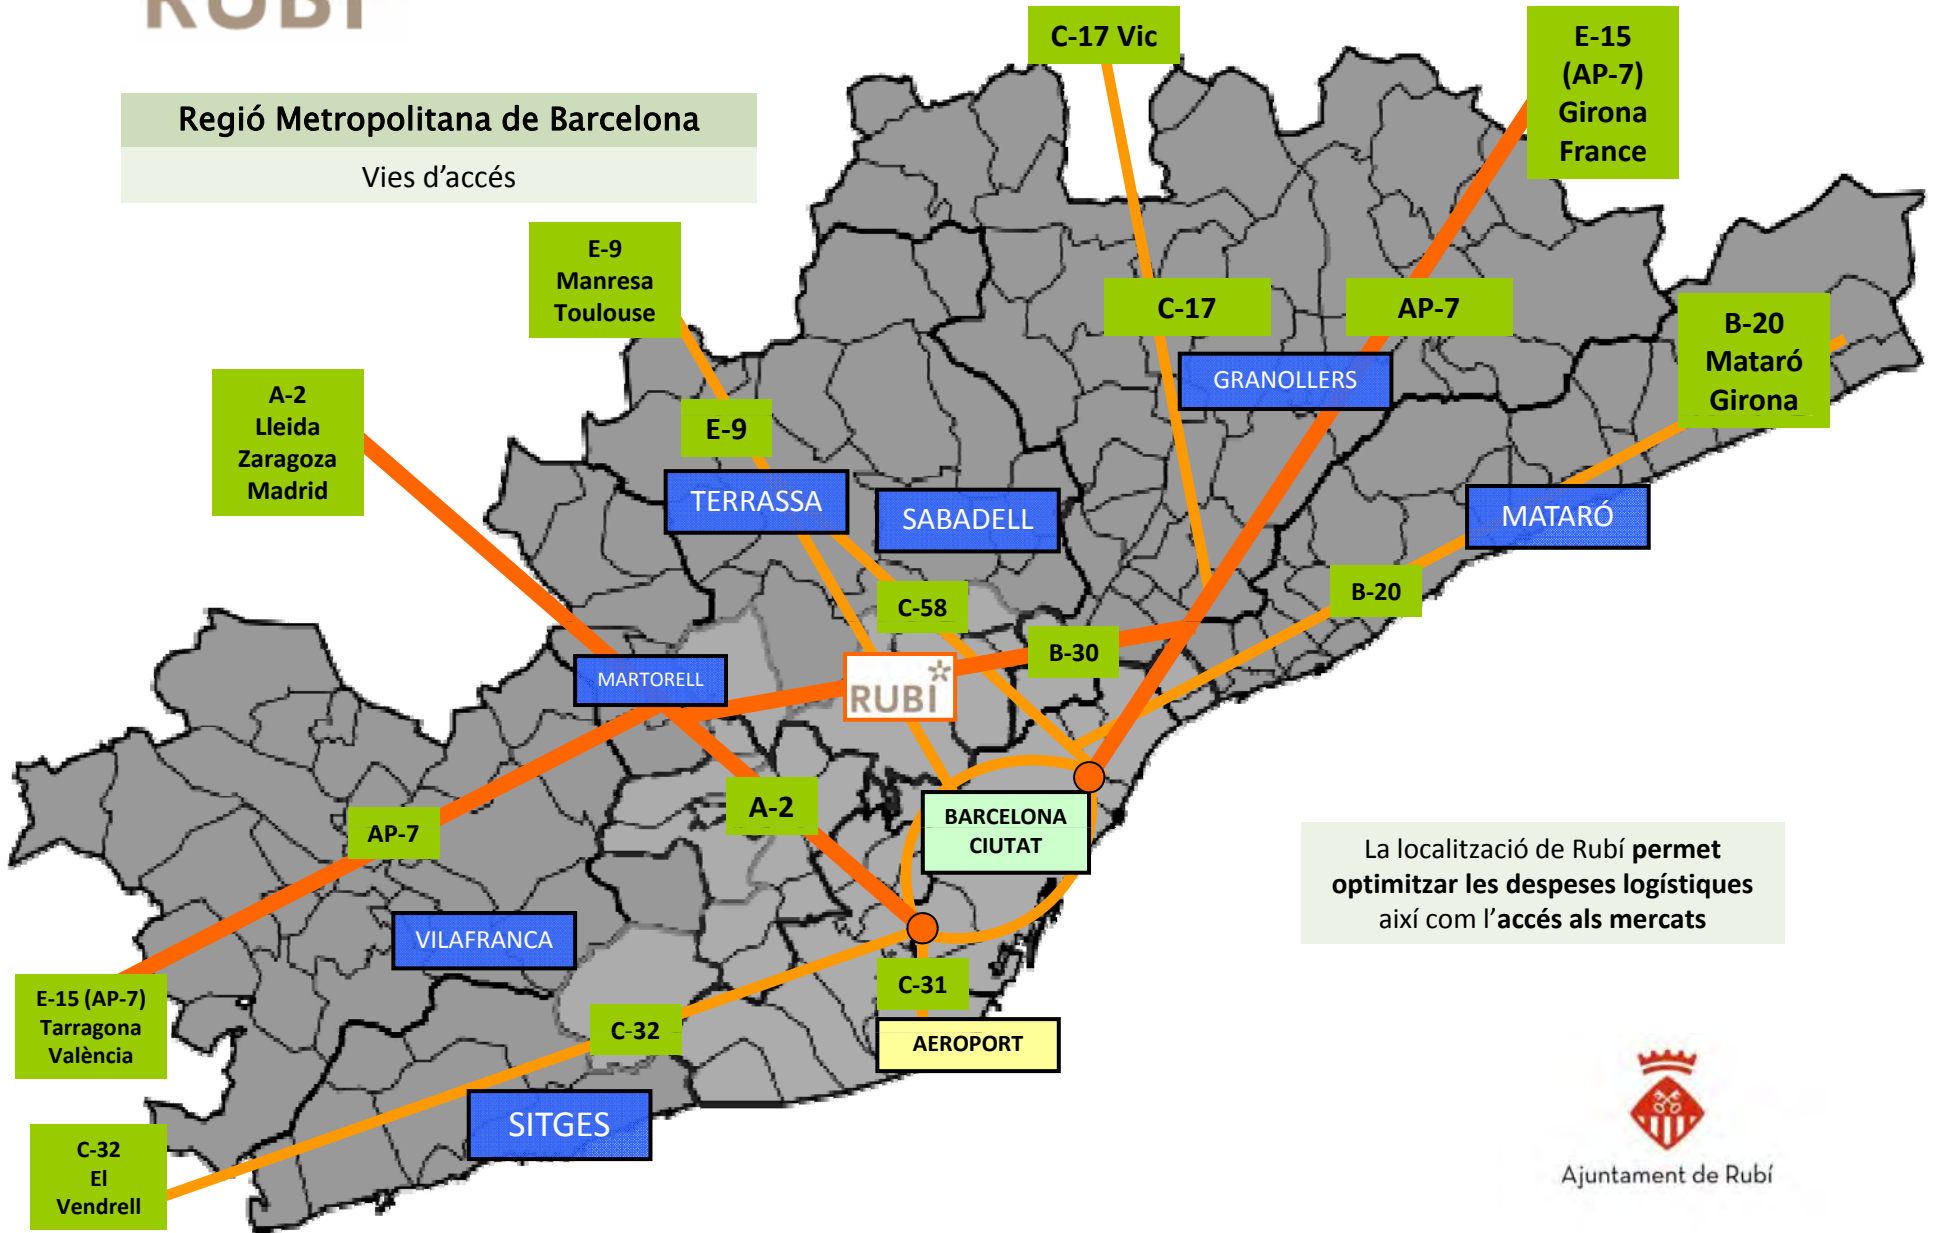 RUBÍ
Regió Metropolitana de Barcelona
Vies d'accés
C-17 Vic
E-15
(AP-7)
Girona
France
E-9
Manresa
Toulouse
C-17
AP-7
B-20
Mataró
Girona
GRANOLLERS
A-2
Lleida
Zaragoza
Madrid
E-9
TERRASSA
SABADELL
MATARÓ
C-58
B-20
B-30
MARTORELL
RUBÍ
A-2
BARCELONA
CIUTAT
AP-7
La localització de Rubí permet
optimitzar les despeses logístiques
així com l'accés als mercats
VILAFRANCA
C-31
E-15 (AP-7)
Tarragona
València
C-32
AEROPORT
SITGES
C-32
El
Vendrell
Ajuntament de Rubí